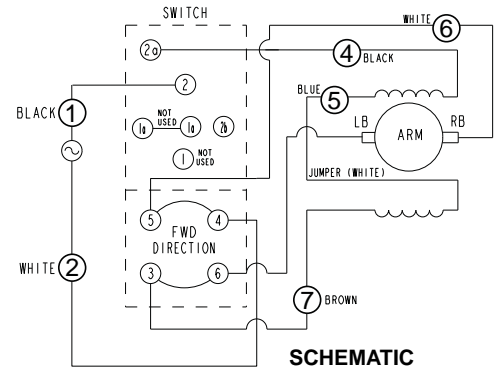 SWITCH
WHITE 6
2a
4 BLACK
2
BLUE 5
BLACK 1
NOT
USED
1a 1a 2b
LB ARM RB
1 NOT
USED
JUMPER (WHITE)
5 4
FWD
DIRECTION
WHITE 2
3 6
7 BROWN
SCHEMATIC